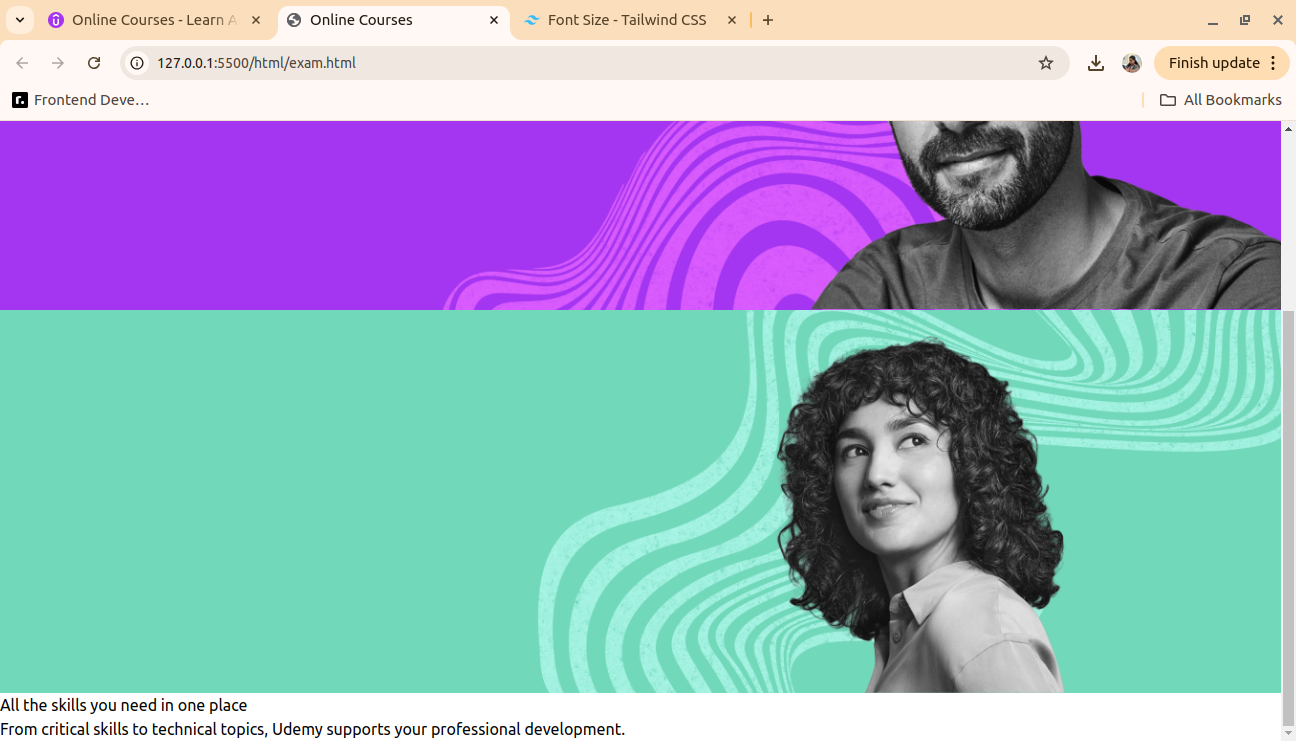 Online Courses - Learn A
Online Courses
Font Size - Tailwind CSS
127.0.0.1:5500/html/exam.html
Finish update
Frontend Deve…
All Bookmarks
All the skills you need in one place
From critical skills to technical topics, Udemy supports your professional development.